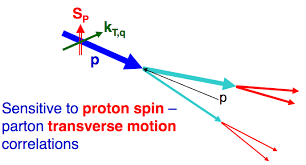 S_P
k_T,q
p
p
Sensitive to proton spin –
parton transverse motion
correlations